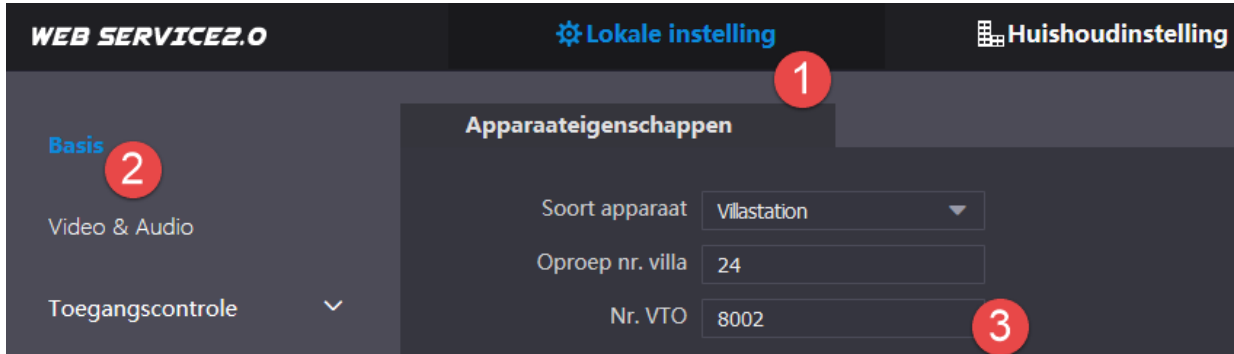 WEB SERVICE2.0
Lokale instelling
Huishoudinstelling
1
Apparaateigenschappen
Basis
2
Soort apparaat Villastation
Video & Audio
Oproep nr. villa 24
Toegangscontrole
Nr. VTO 8002
3